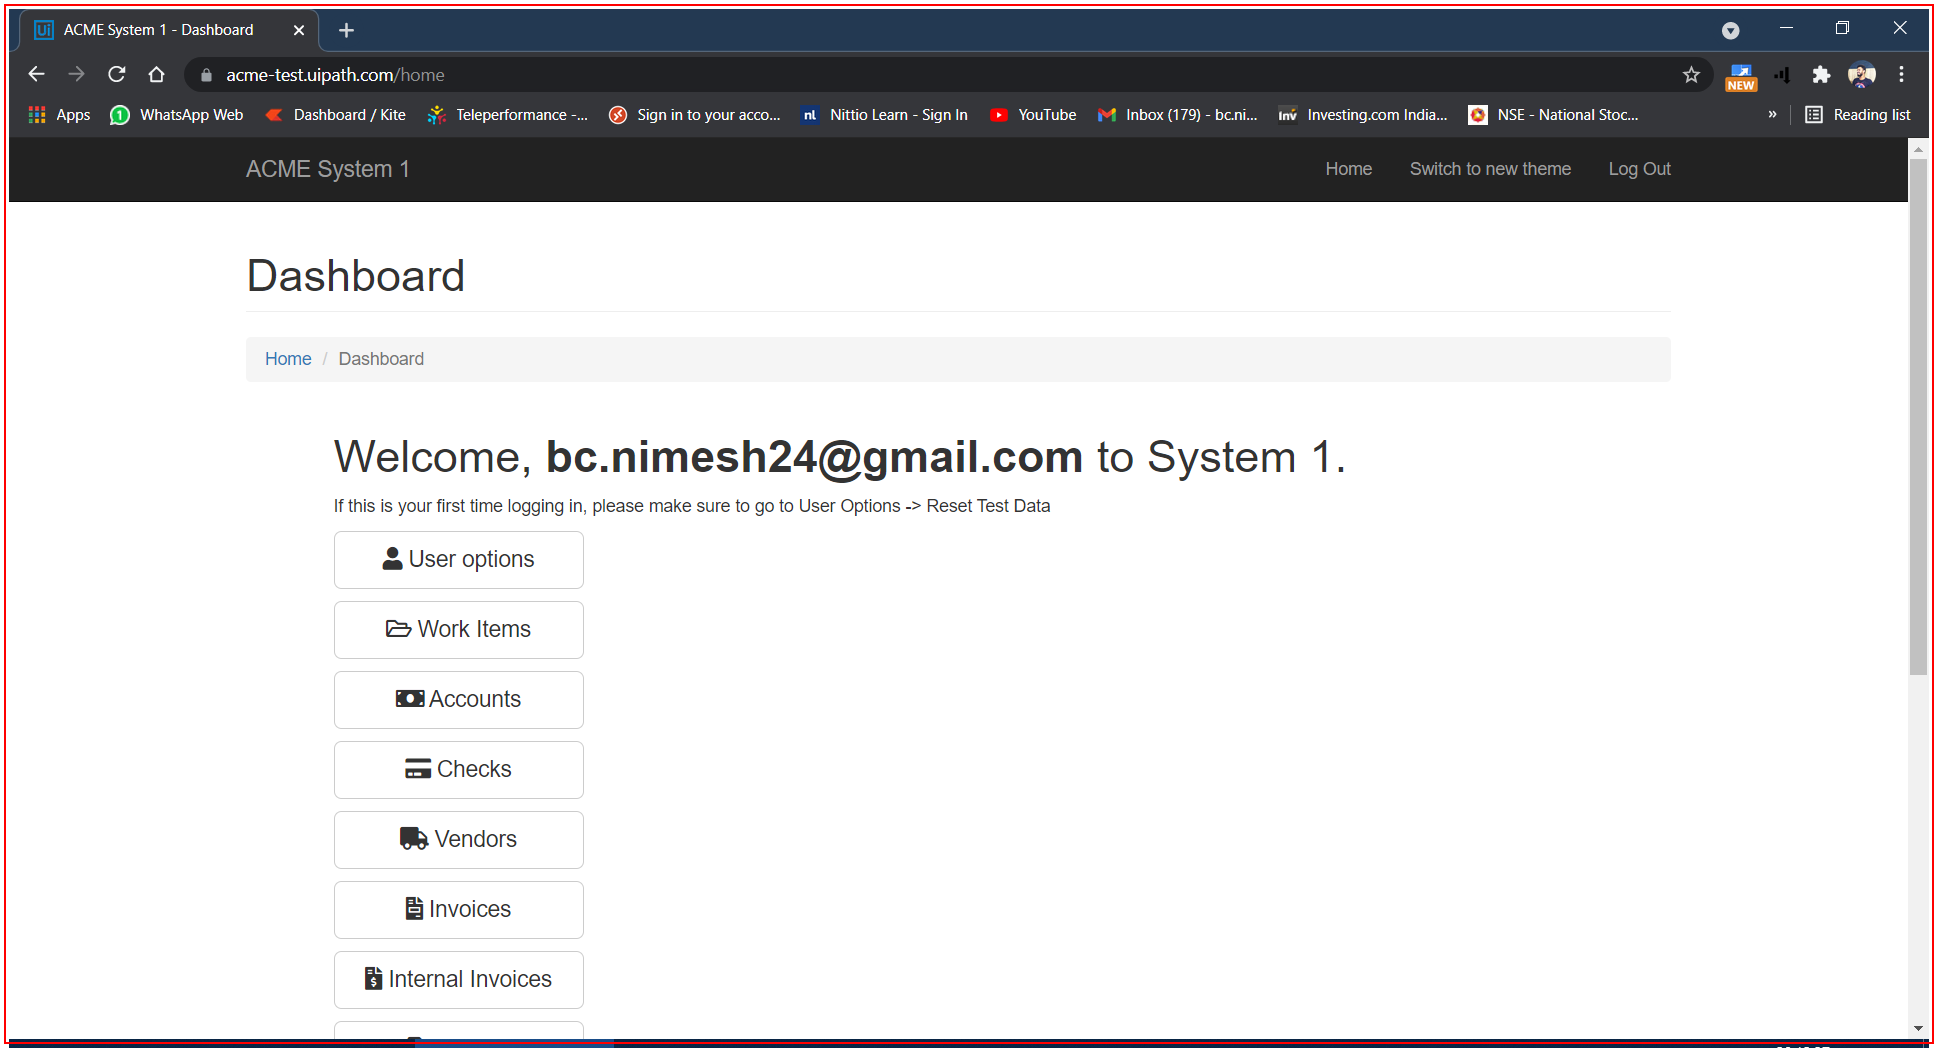 Ui ACME System 1 - Dashboard
acme-test.uipath.com/home
NEW
Apps 1 WhatsApp Web Dashboard / Kite Teleperformance -... Sign in to your acco... nl Nittio Learn - Sign In YouTube Inbox (179) - bc.ni... Inv Investing.com India... NSE - National Stoc... » Reading list
ACME System 1 Home Switch to new theme Log Out
Dashboard
Home / Dashboard
Welcome, bc.nimesh24@gmail.com to System 1.
If this is your first time logging in, please make sure to go to User Options -> Reset Test Data
User options
Work Items
Accounts
Checks
Vendors
Invoices
Internal Invoices